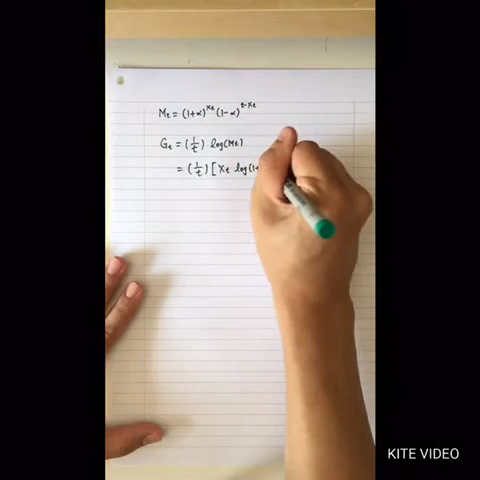 Mt = (1+α)^Xt (1-α)^t-Xt
Gt = (1/t) log(Mt)
= (1/t) [Xt log(1+
KITE VIDEO